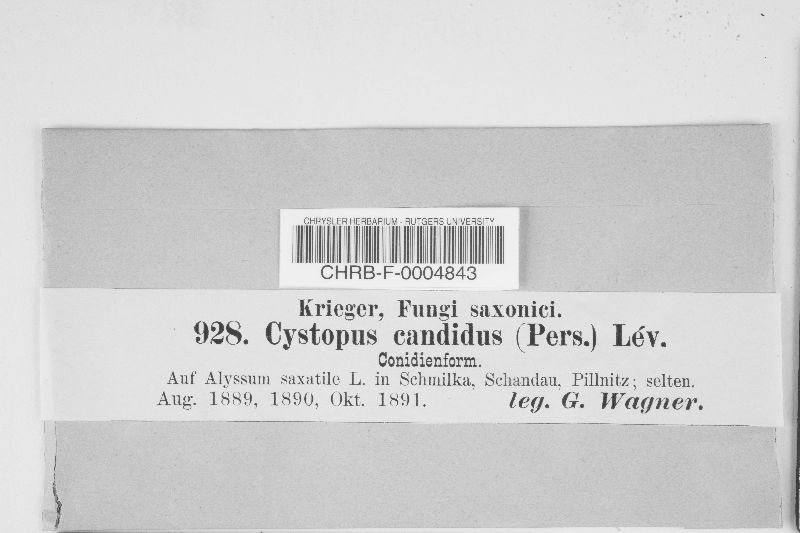 CHRYSLER HERBARIUM - RUTGERS UNIVERSITY
CHRB-F-0004843
Krieger, Fungi saxonici.
928. Cystopus candidus (Pers.) Lév.
Conidienform.
Auf Alyssum saxatile L. in Schmilka, Schandau, Pillnitz; selten.
Aug. 1889, 1890, Okt. 1891. leg. G. Wagner.